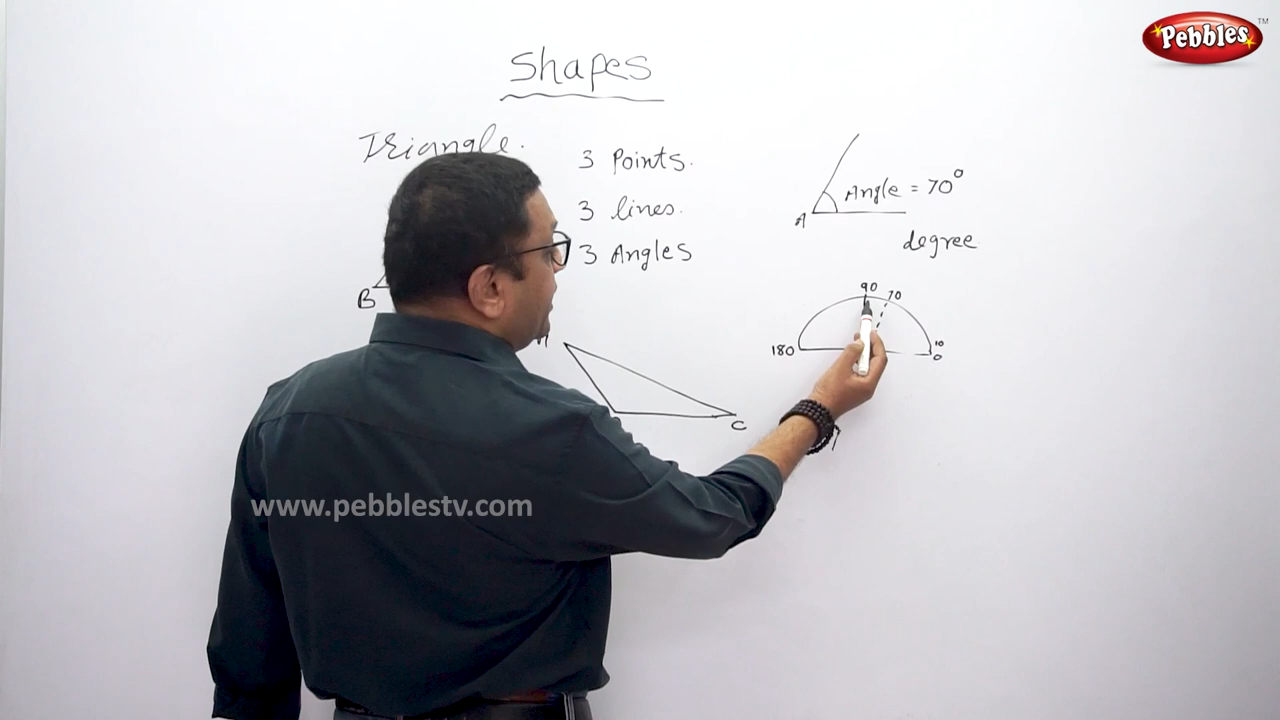 Pebbles™
Shapes
Triangle.
3 Points.
3 lines.
3 Angles
B
C
Angle = 70°
A
degree
90
70
180
10
0
www.pebblestv.com